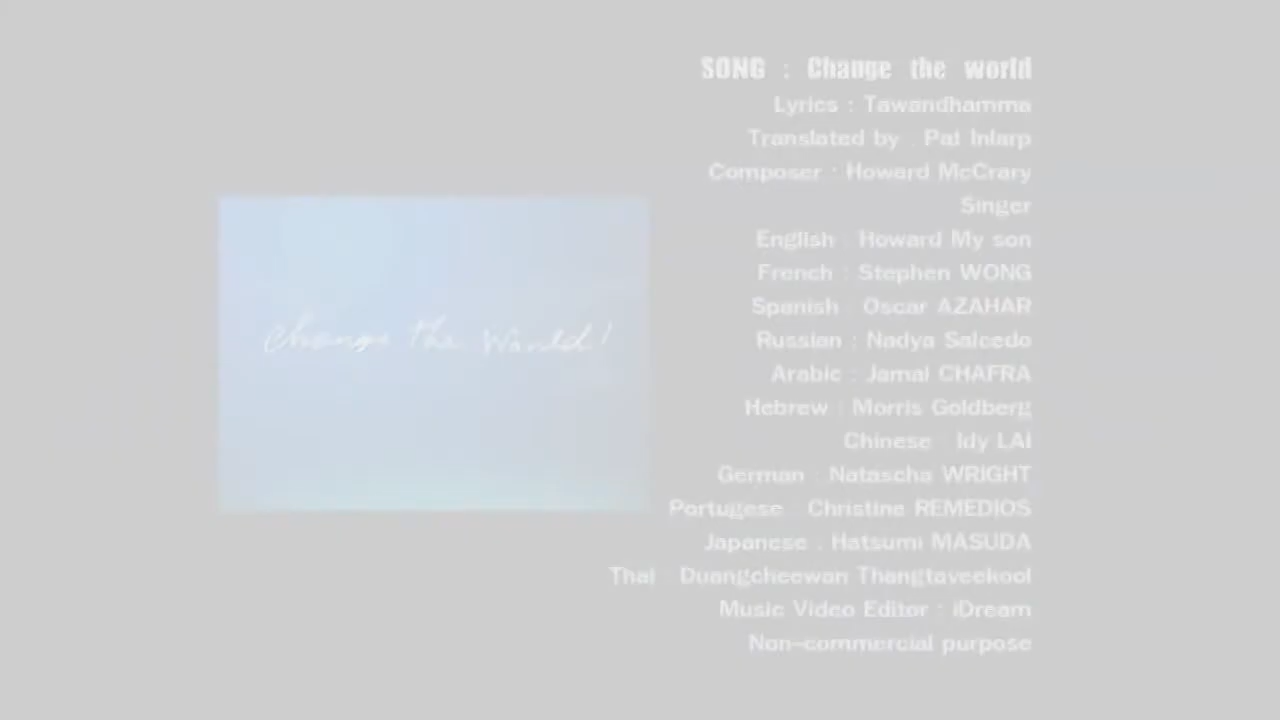 SONG : Change the world
Lyrics : Tawandhamma
Translated by : Pat Inlarp
Composer : Howard McCrary
Singer
English : Howard My son
French : Stephen WONG
Spanish : Oscar AZAHAR
Russian : Nadya Salcedo
Arabic : Jamal CHAFRA
Hebrew : Morris Goldberg
Chinese : Idy LAI
German : Natascha WRIGHT
Portugese : Christine REMEDIOS
Japanese : Hatsumi MASUDA
Thai : Duangcheewan Thangtaveekool
Music Video Editor : iDream
Non-commercial purpose
Change the World!